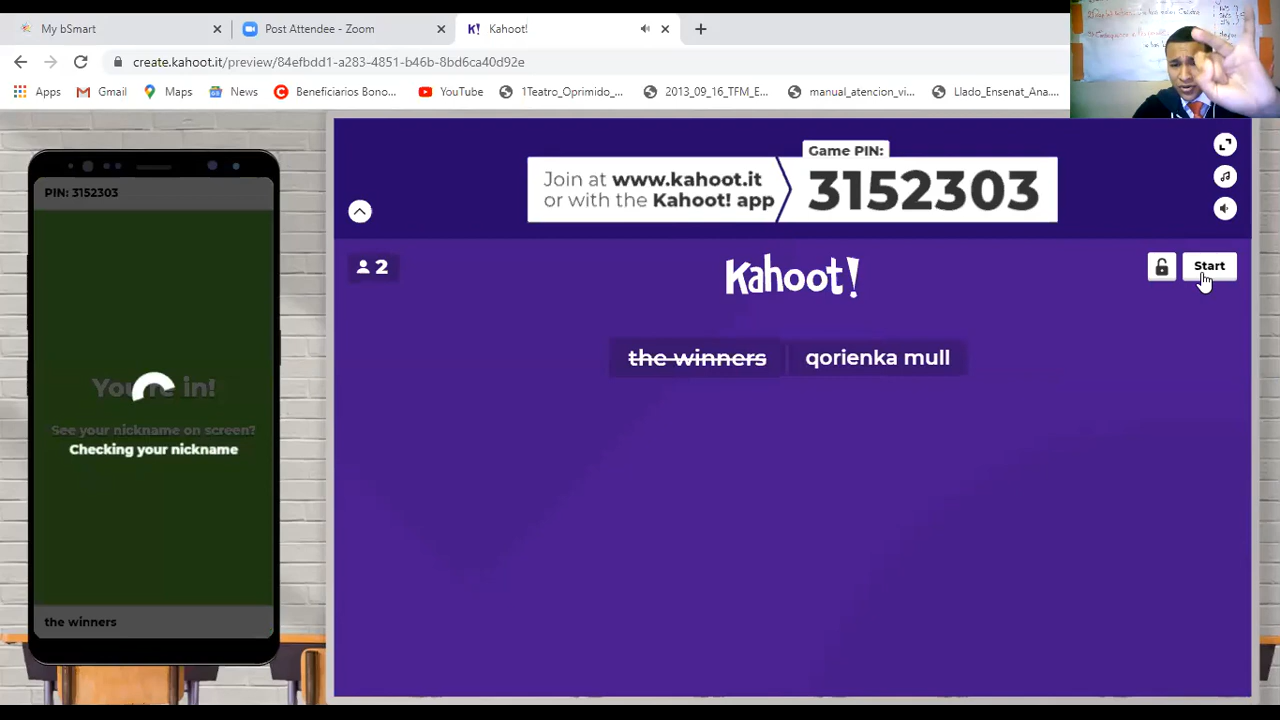 My bSmart
Post Attendee - Zoom
Kahoot!
create.kahoot.it/preview/84efbdd1-a283-4851-b46b-8bd6ca40d92e
Apps
Gmail
Maps
News
Beneficiarios Bono...
YouTube
1Teatro_Oprimido_...
2013_09_16_TFM_E...
manual_atencion_vi...
Llado_Ensenat_Ana....
PIN: 3152303
You're in!
See your nickname on screen?
Checking your nickname
the winners
Game PIN:
Join at www.kahoot.it
or with the Kahoot! app
3152303
2
Kahoot!
Start
the winners
qorienka mull